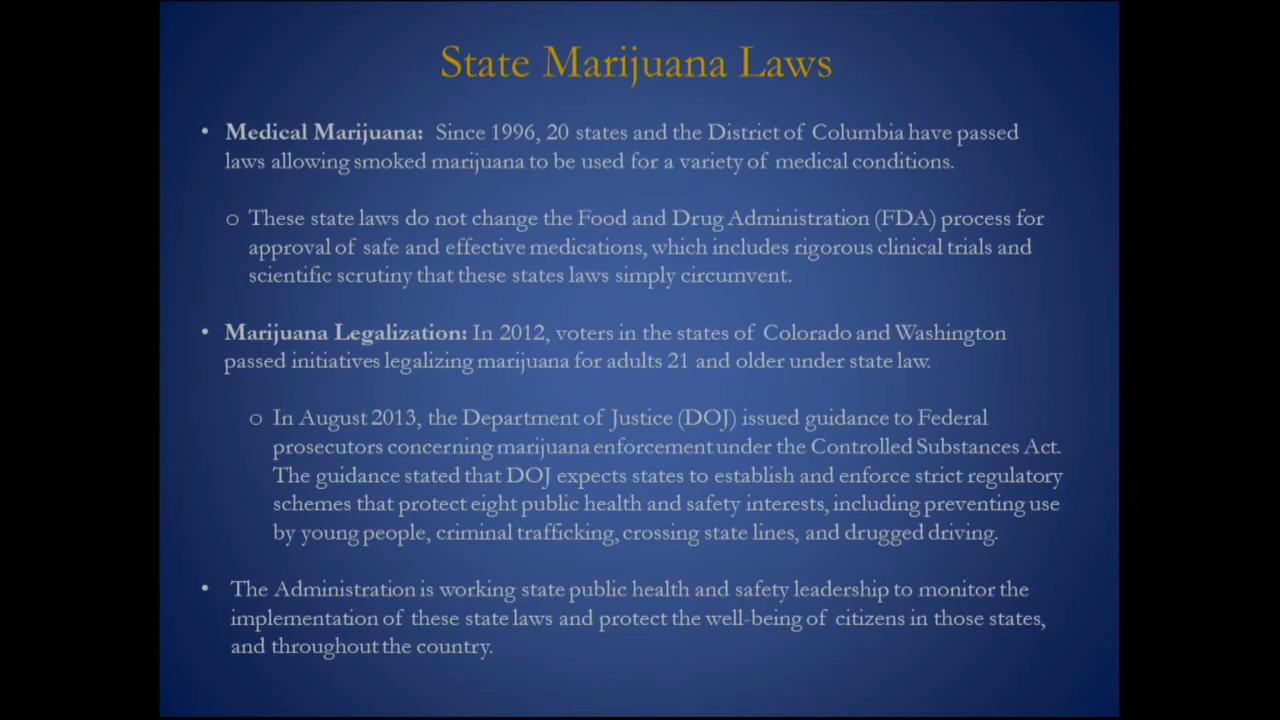 State Marijuana Laws
• Medical Marijuana: Since 1996, 20 states and the District of Columbia have passed
laws allowing smoked marijuana to be used for a variety of medical conditions.
o These state laws do not change the Food and Drug Administration (FDA) process for
approval of safe and effective medications, which includes rigorous clinical trials and
scientific scrutiny that these states laws simply circumvent.
• Marijuana Legalization: In 2012, voters in the states of Colorado and Washington
passed initiatives legalizing marijuana for adults 21 and older under state law.
o In August 2013, the Department of Justice (DOJ) issued guidance to Federal
prosecutors concerning marijuana enforcement under the Controlled Substances Act.
The guidance stated that DOJ expects states to establish and enforce strict regulatory
schemes that protect eight public health and safety interests, including preventing use
by young people, criminal trafficking, crossing state lines, and drugged driving.
• The Administration is working state public health and safety leadership to monitor the
implementation of these state laws and protect the well-being of citizens in those states,
and throughout the country.